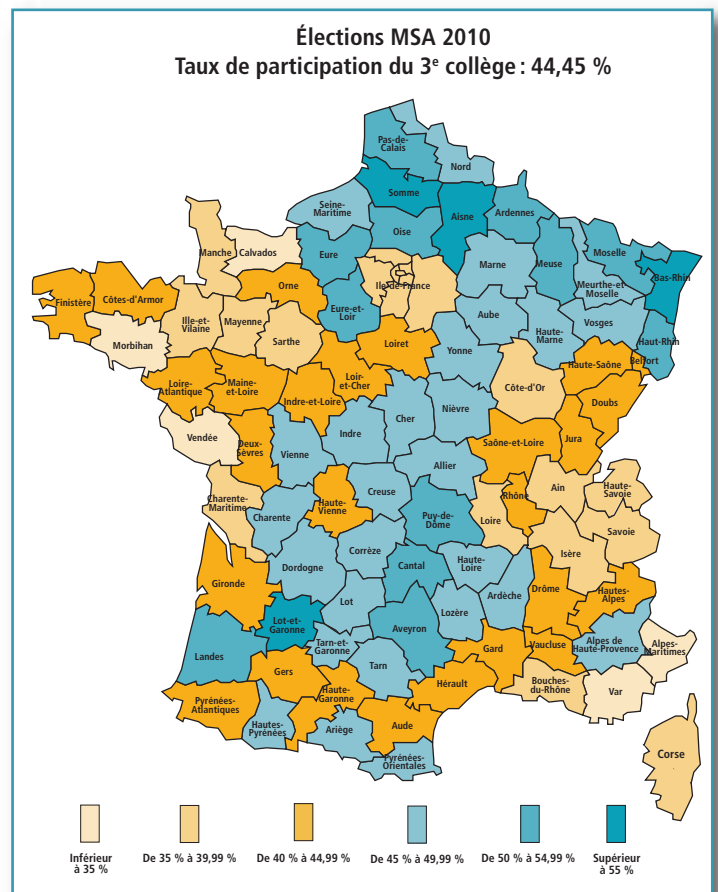 Élections MSA 2010
Taux de participation du 3e collège : 44,45 %
Pas-de-
Calais
Nord
Somme
Seine-
Maritime
Aisne
Ardennes
Oise
Manche
Calvados
Eure
Marne
Meuse
Moselle
Meurthe-et
Moselle
Bas-Rhin
Ile-de-France
Orne
Finistère
Côtes-d'Armor
Eure-et
Loir
Aube
Haute-
Marne
Vosges
Ille-et-
Vilaine
Mayenne
Sarthe
Morbihan
Loiret
Yonne
Haut-Rhin
Belfort
Haute-Saône
Loire-
Atlantique
Maine-
et-Loire
Loir-
et-Cher
Indre-et-Loire
Côte-d'Or
Doubs
Cher
Nièvre
Vendée
Deux-
Sèvres
Vienne
Indre
Saône-et-Loire
Jura
Allier
Charente-
Maritime
Charente
Haute-
Vienne
Creuse
Puy-de-
Dôme
Loire
Rhône
Ain
Haute-
Savoie
Savoie
Isère
Corrèze
Dordogne
Cantal
Haute-
Loire
Gironde
Lot
Ardèche
Drôme
Hautes-
Alpes
Lot-et-
Garonne
Aveyron
Lozère
Landes
Tarn-et-
Garonne
Tarn
Gard
Vaucluse
Alpes de
Haute-Provence
Alpes-
Maritimes
Gers
Hérault
Bouches-
du-Rhône
Var
Pyrénées-
Atlantiques
Haute-
Garonne
Hautes-
Pyrénées
Ariège
Aude
Pyrénées-
Orientales
Corse
Inférieur
à 35 %
De 35 % à 39,99 %
De 40 % à 44,99 %
De 45 % à 49,99 %
De 50 % à 54,99 %
Supérieur
à 55 %